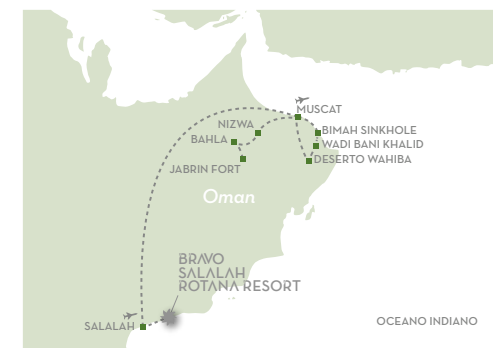 MUSCAT
NIZWA
BIMAH SINKHOLE
BAHLA
WADI BANI KHALID
DESERTO WAHIBA
JABRIN FORT
Oman
BRAVO
SALALAH
ROTANA RESORT
SALALAH
OCEANO INDIANO